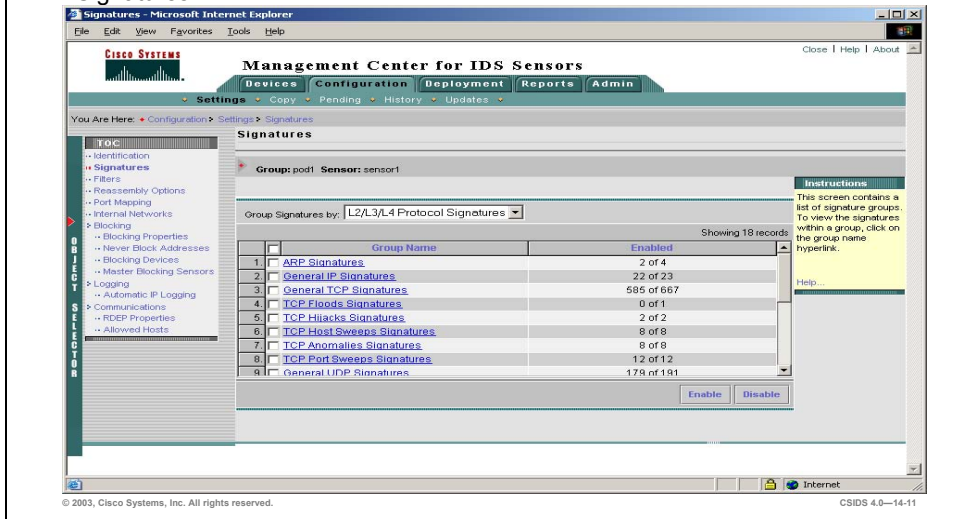 Signatures - Microsoft Internet Explorer
File Edit View Favorites Tools Help
Close | Help | About
CISCO SYSTEMS
Management Center for IDS Sensors
Devices Configuration Deployment Reports Admin
Settings Copy Pending History Updates
You Are Here: Configuration > Settings > Signatures
TOC
Identification
Signatures
Filters
Reassembly Options
Port Mapping
Internal Networks
Blocking
Blocking Properties
Never Block Addresses
Blocking Devices
Master Blocking Sensors
Logging
Automatic IP Logging
Communications
RDEP Properties
Allowed Hosts
OBJECT SELECTOR
Signatures
Group: pod1 Sensor: sensor1
Group Signatures by: L2/L3/L4 Protocol Signatures
Showing 18 records
Group Name Enabled
1. ARP Signatures 2 of 4
2. General IP Signatures 22 of 23
3. General TCP Signatures 585 of 667
4. TCP Floods Signatures 0 of 1
5. TCP Hijacks Signatures 2 of 2
6. TCP Host Sweeps Signatures 8 of 8
7. TCP Anomalies Signatures 8 of 8
8. TCP Port Sweeps Signatures 12 of 12
9. General UDP Signatures 179 of 191
Enable Disable
Instructions
This screen contains a
list of signature groups.
To view the signatures
within a group, click on
the group name
hyperlink.
Help...
Internet
© 2003, Cisco Systems, Inc. All rights reserved.
CSIDS 4.0—14-11